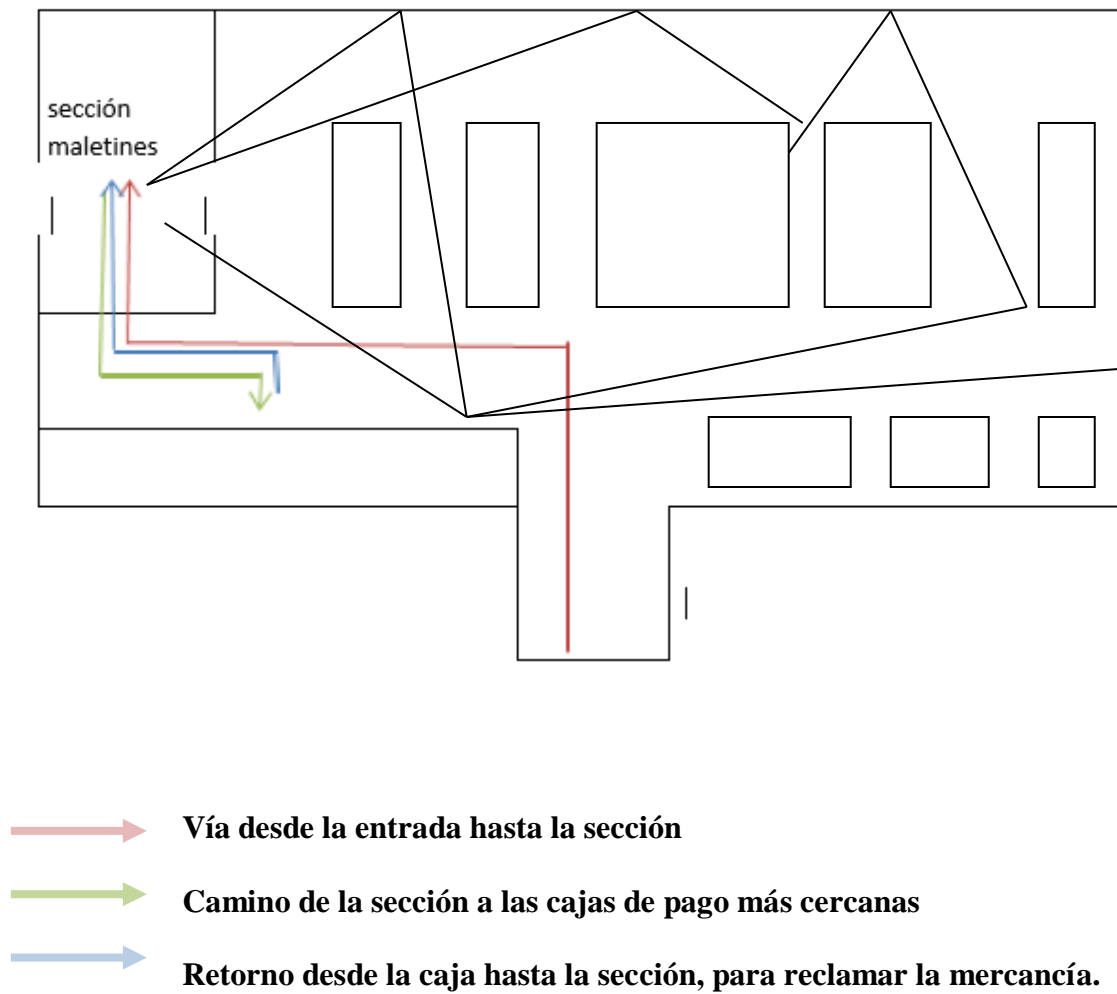 sección
maletines
Vía desde la entrada hasta la sección
Camino de la sección a las cajas de pago más cercanas
Retorno desde la caja hasta la sección, para reclamar la mercancía.